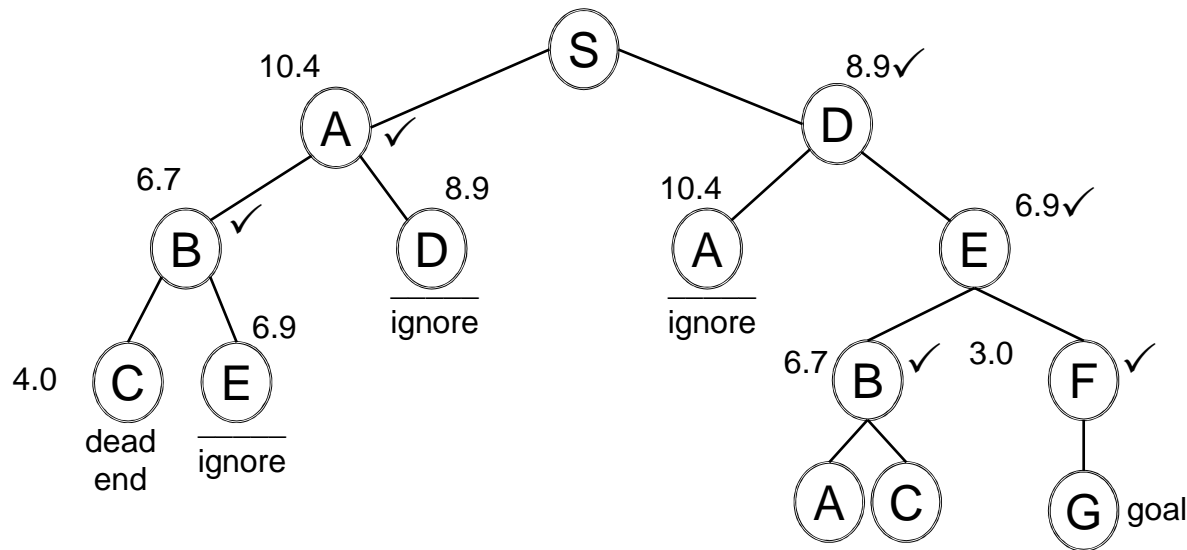 S
10.4
8.9✓
A
✓
D
6.7
8.9
10.4
6.9✓
B
✓
D
A
E
ignore
ignore
6.9
6.7
✓
3.0
✓
4.0
C
E
B
F
dead
end
ignore
A
C
G
goal